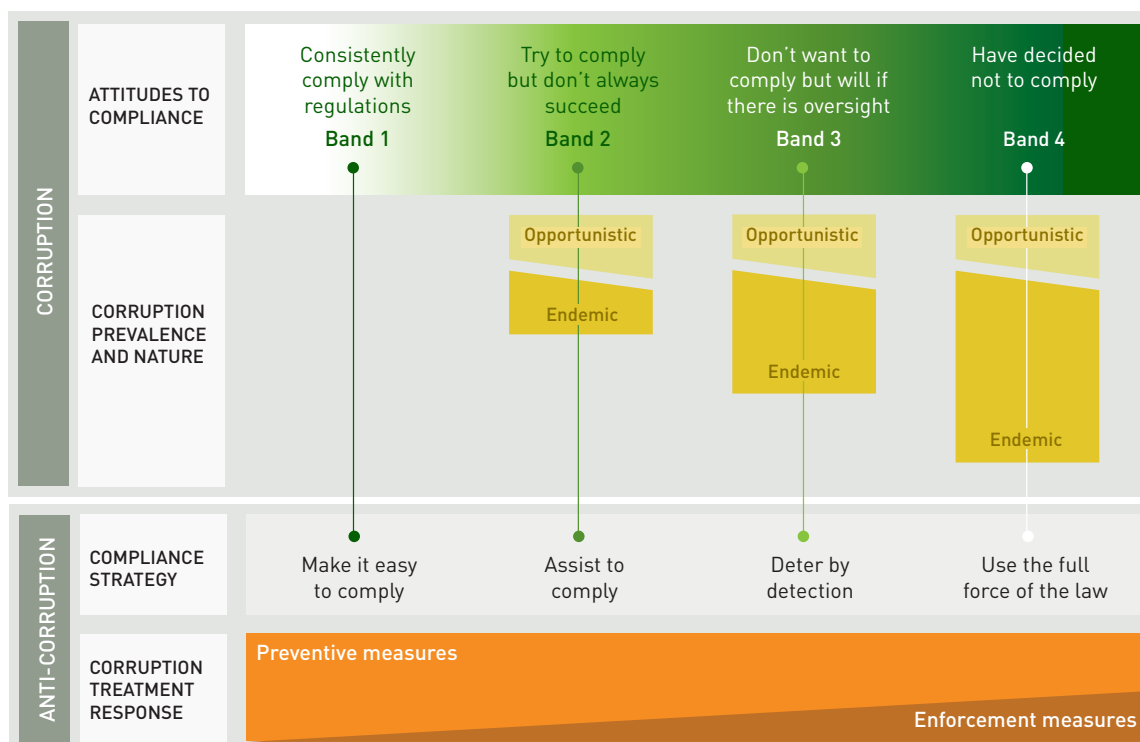 CORRUPTION
ATTITUDES TO
COMPLIANCE
Consistently
comply with
regulations
Band 1
Try to comply
but don't always
succeed
Band 2
Don't want to
comply but will if
there is oversight
Band 3
Have decided
not to comply
Band 4
CORRUPTION
PREVALENCE
AND NATURE
Opportunistic
Endemic
Opportunistic
Endemic
Opportunistic
Endemic
ANTI-CORRUPTION
COMPLIANCE
STRATEGY
Make it easy
to comply
Assist to
comply
Deter by
detection
Use the full
force of the law
CORRUPTION
TREATMENT
RESPONSE
Preventive measures
Enforcement measures